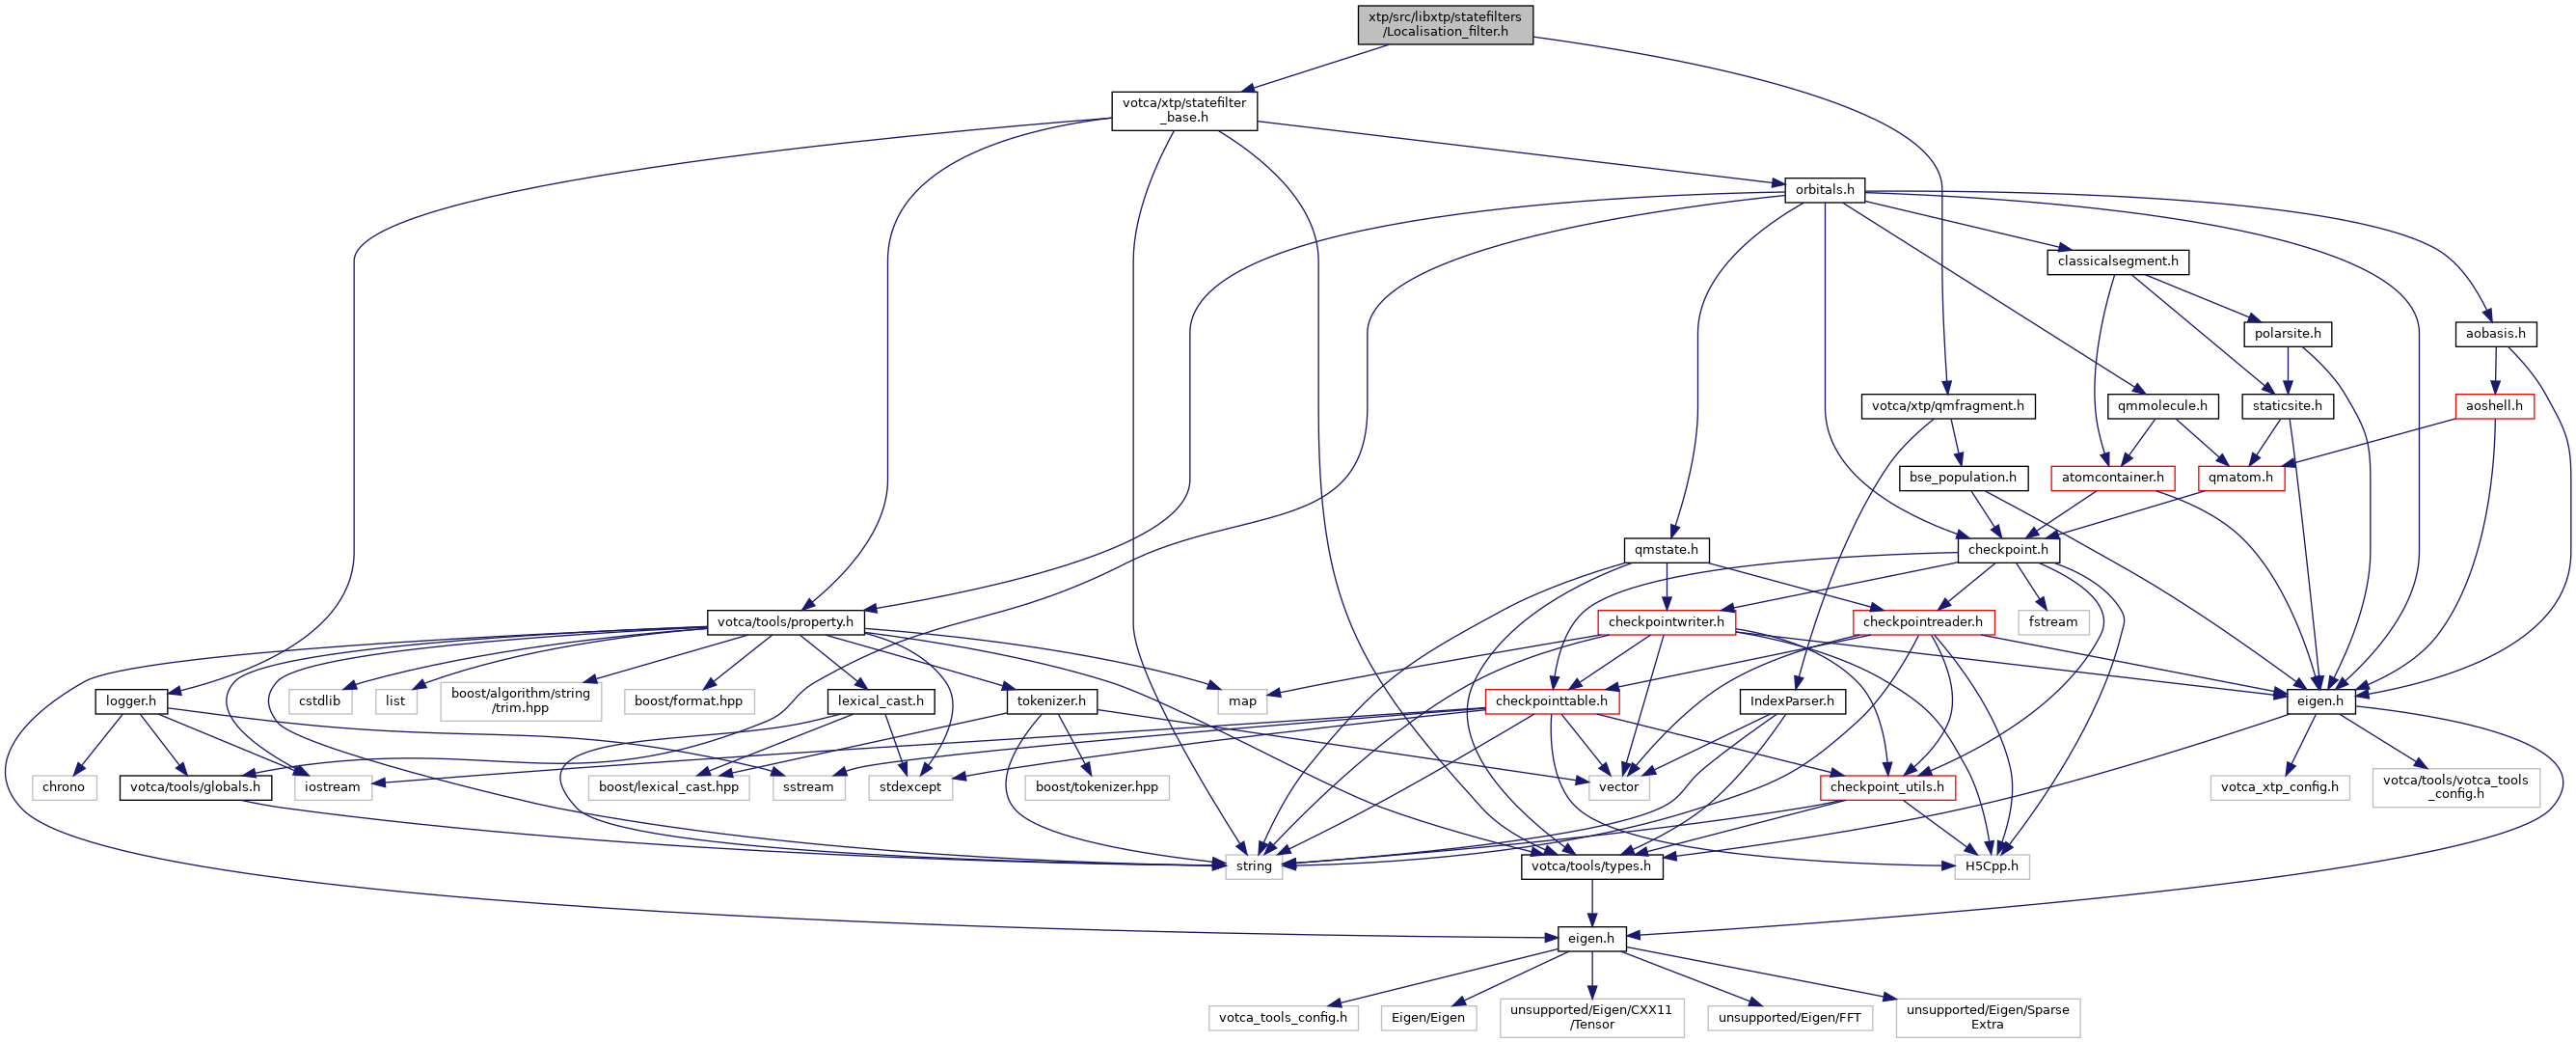 xtp/src/libxtp/statefilters
/Localisation_filter.h
votca/xtp/statefilter
_base.h
orbitals.h
classicalsegment.h
polarsite.h
aobasis.h
votca/xtp/qmfragment.h
qmmolecule.h
staticsite.h
aoshell.h
bse_population.h
atomcontainer.h
qmatom.h
qmstate.h
checkpoint.h
votca/tools/property.h
checkpointwriter.h
checkpointreader.h
fstream
logger.h
cstdlib
list
boost/algorithm/string
/trim.hpp
boost/format.hpp
lexical_cast.h
tokenizer.h
map
checkpointtable.h
IndexParser.h
eigen.h
chrono
votca/tools/globals.h
iostream
boost/lexical_cast.hpp
sstream
stdexcept
boost/tokenizer.hpp
vector
checkpoint_utils.h
votca_xtp_config.h
votca/tools/votca_tools
_config.h
string
votca/tools/types.h
H5Cpp.h
eigen.h
votca_tools_config.h
Eigen/Eigen
unsupported/Eigen/CXX11
/Tensor
unsupported/Eigen/FFT
unsupported/Eigen/Sparse
Extra